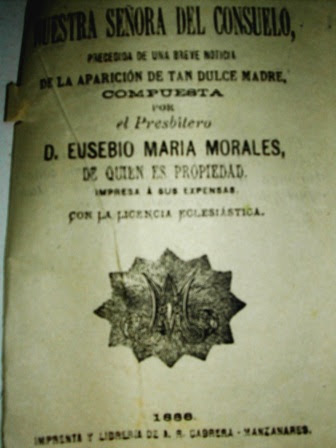 NUESTRA SEÑORA DEL CONSUELO,
PRECEDIDA DE UNA BREVE NOTICIA
DE LA APARICIÓN DE TAN DULCE MADRE,
COMPUESTA
POR
el Presbítero
D. EUSEBIO MARIA MORALES,
DE QUIEN ES PROPIEDAD.
IMPRESA Á SUS EXPENSAS.
CON LA LICENCIA ECLESIÁSTICA.
1888.
IMPRENTA Y LIBRERIA DE A. R. CABRERA - MANZANARES.